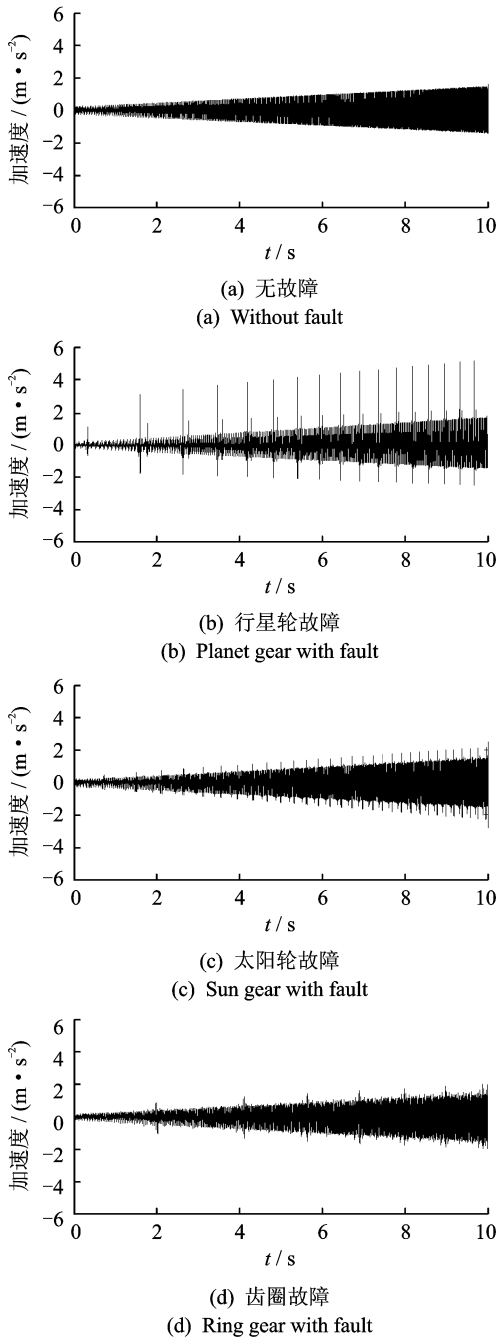 6
4
2
0
−2
−4
−6
加速度 / (m・s⁻²)
0 2 4 6 8 10
t / s
(a) 无故障
(a) Without fault
6
4
2
0
−2
−4
−6
加速度 / (m・s⁻²)
0 2 4 6 8 10
t / s
(b) 行星轮故障
(b) Planet gear with fault
6
4
2
0
−2
−4
−6
加速度 / (m・s⁻²)
0 2 4 6 8 10
t / s
(c) 太阳轮故障
(c) Sun gear with fault
6
4
2
0
−2
−4
−6
加速度 / (m・s⁻²)
0 2 4 6 8 10
t / s
(d) 齿圈故障
(d) Ring gear with fault